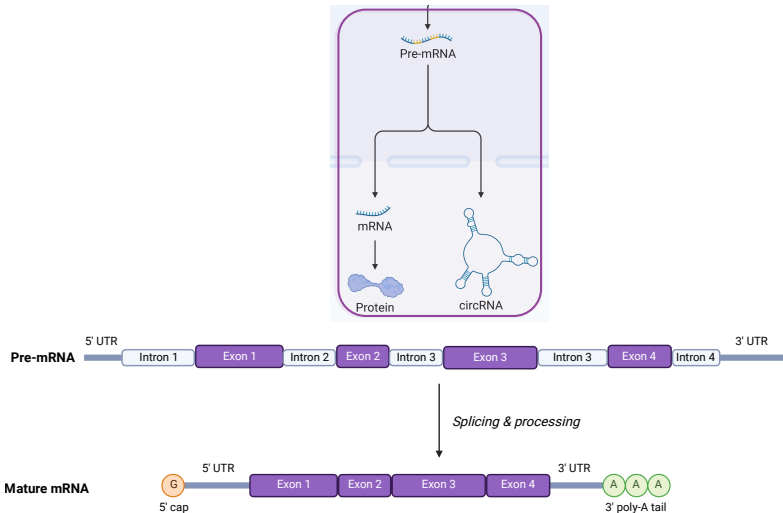 Pre-mRNA
mRNA
Protein
circRNA
5' UTR
3' UTR
Pre-mRNA
Intron 1
Exon 1
Intron 2
Exon 2
Intron 3
Exon 3
Intron 3
Exon 4
Intron 4
Splicing & processing
5' UTR
3' UTR
Mature mRNA
G
Exon 1
Exon 2
Exon 3
Exon 4
A
A
A
5' cap
3' poly-A tail